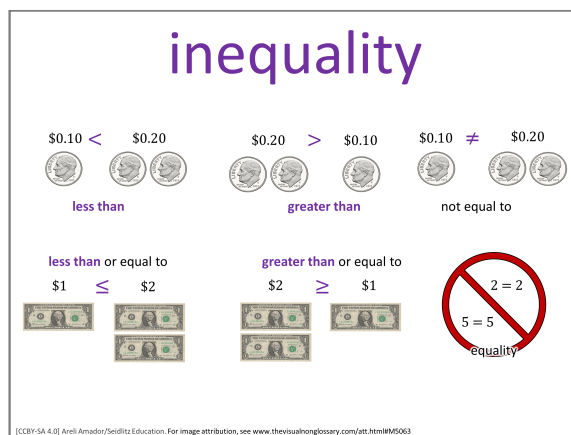 inequality
$0.10 < $0.20
less than
$0.20 > $0.10
greater than
$0.10 ≠ $0.20
not equal to
less than or equal to
$1 ≤ $2
greater than or equal to
$2 ≥ $1
2 = 2
5 = 5
equality
[CCBY-SA 4.0] Areli Amador/Seidlitz Education. For image attribution, see www.thevisualnonglossary.com/att.html#M5063